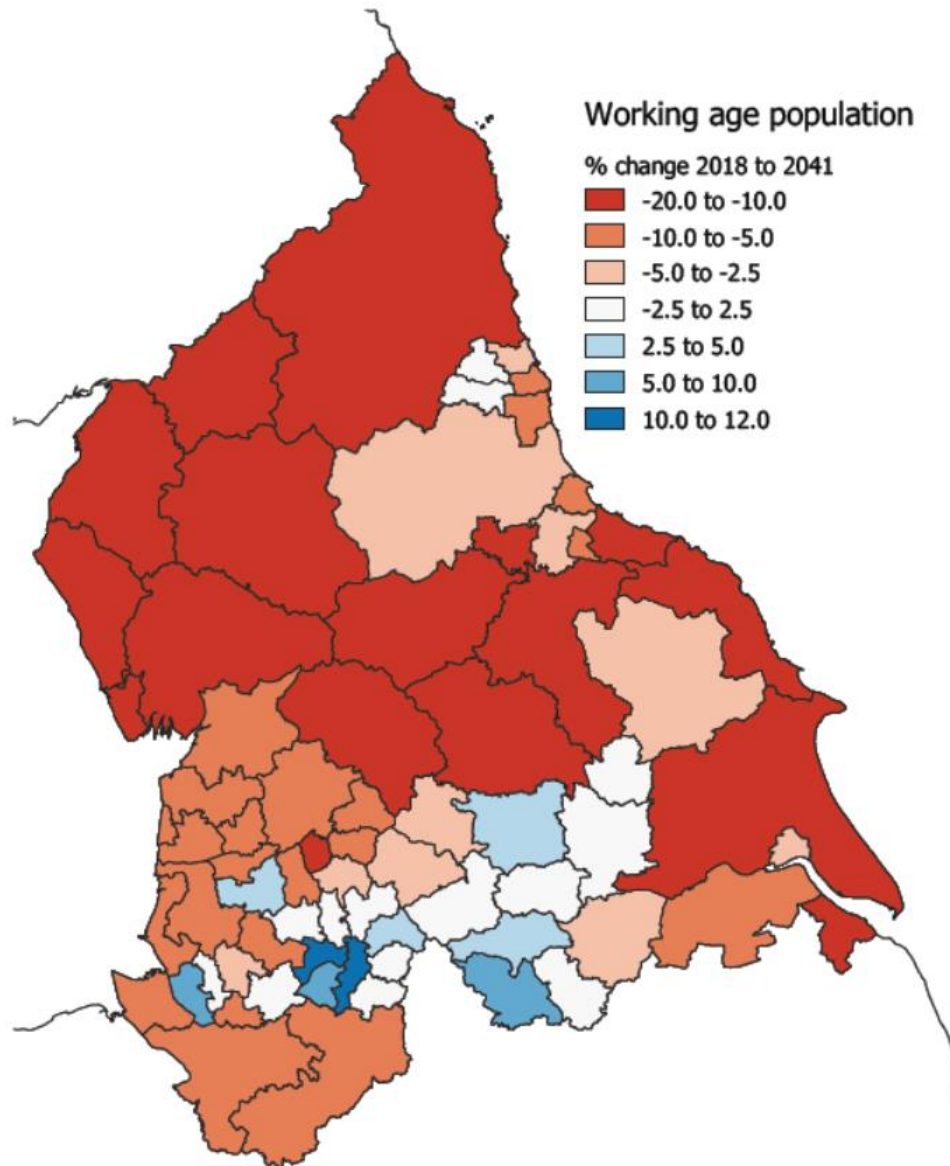 Working age population
% change 2018 to 2041
-20.0 to -10.0
-10.0 to -5.0
-5.0 to -2.5
-2.5 to 2.5
2.5 to 5.0
5.0 to 10.0
10.0 to 12.0